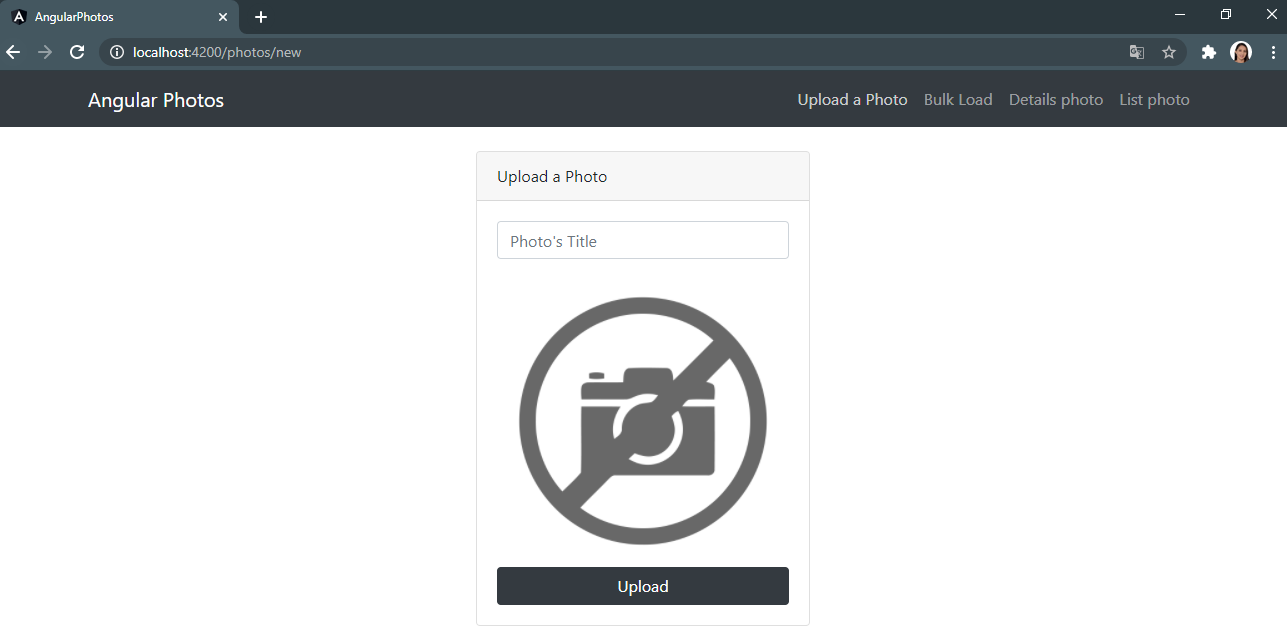 AngularPhotos
localhost:4200/photos/new
Angular Photos
Upload a Photo Bulk Load Details photo List photo
Upload a Photo
Photo's Title
Upload